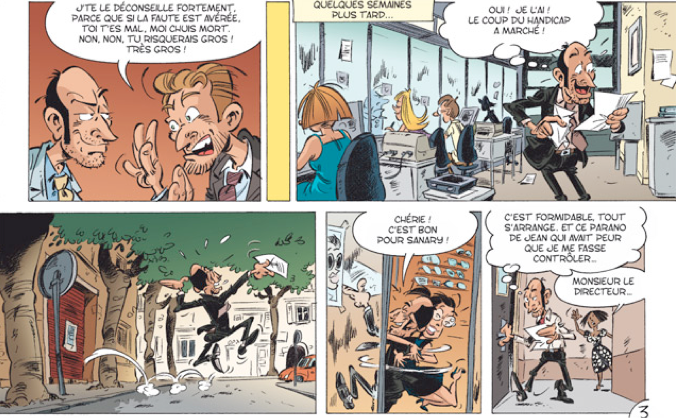 J'TE LE DÉCONSEILLE FORTEMENT,
PARCE QUE SI LA FAUTE EST AVÉRÉE,
TOI T'ES MAL, MOI CHUIS MORT.
NON, NON, TU RISQUERAIS GROS !
TRÈS GROS !
QUELQUES SEMAINES
PLUS TARD...
OUI ! JE L'AI !
LE COUP DU HANDICAP
A MARCHÉ !
CHÉRIE !
C'EST BON
POUR SANARY !
C'EST FORMIDABLE, TOUT
S'ARRANGE. ET CE PARANO
DE JEAN QUI AVAIT PEUR
QUE JE ME FASSE
CONTRÔLER...
MONSIEUR LE
DIRECTEUR...
3